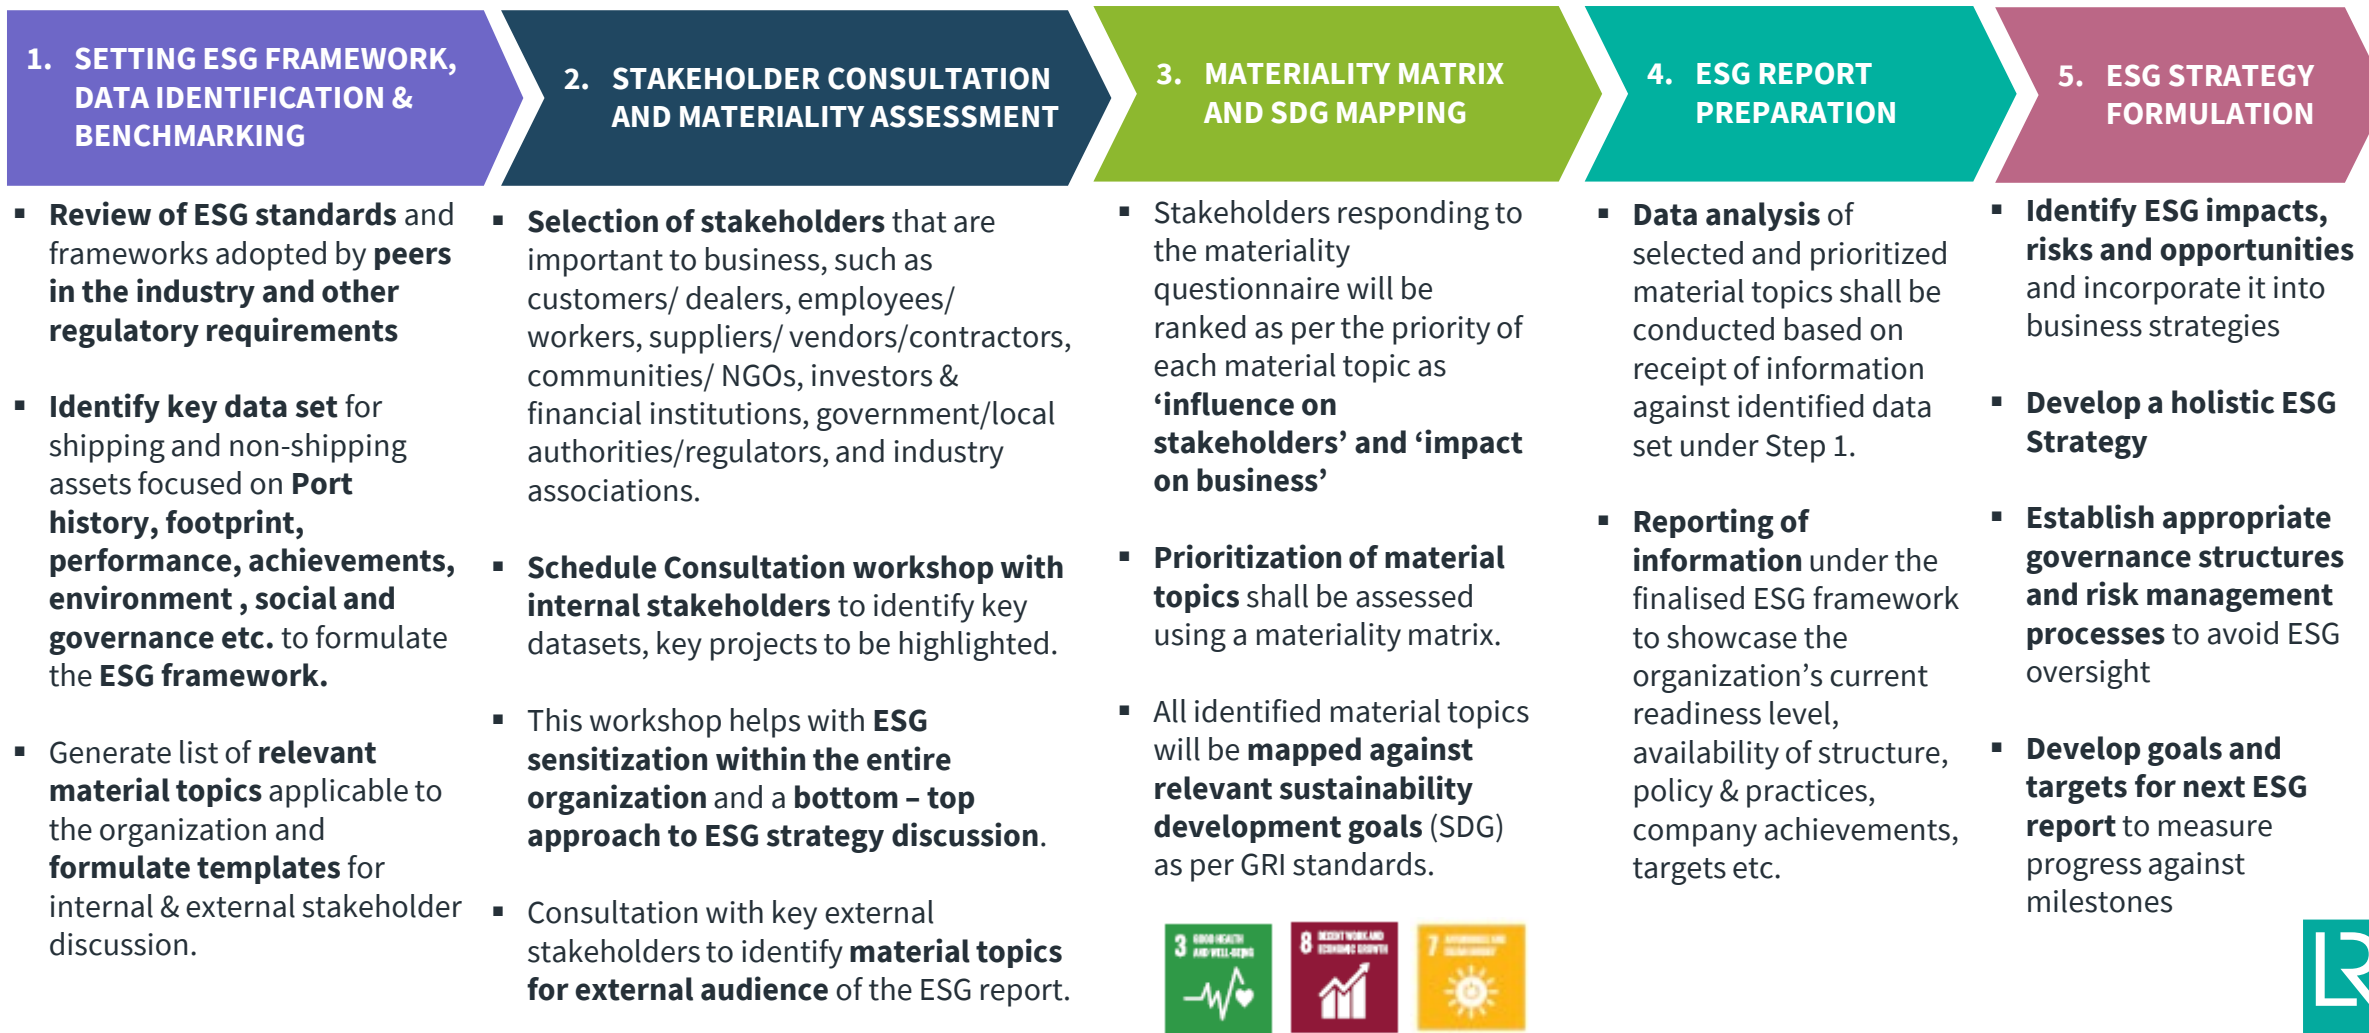 1. SETTING ESG FRAMEWORK,
DATA IDENTIFICATION &
BENCHMARKING
▪ Review of ESG standards and
frameworks adopted by peers
in the industry and other
regulatory requirements
▪ Identify key data set for
shipping and non-shipping
assets focused on Port
history, footprint,
performance, achievements,
environment , social and
governance etc. to formulate
the ESG framework.
▪ Generate list of relevant
material topics applicable to
the organization and
formulate templates for
internal & external stakeholder
discussion.
2. STAKEHOLDER CONSULTATION
AND MATERIALITY ASSESSMENT
▪ Selection of stakeholders that are
important to business, such as
customers/ dealers, employees/
workers, suppliers/ vendors/contractors,
communities/ NGOs, investors &
financial institutions, government/local
authorities/regulators, and industry
associations.
▪ Schedule Consultation workshop with
internal stakeholders to identify key
datasets, key projects to be highlighted.
▪ This workshop helps with ESG
sensitization within the entire
organization and a bottom – top
approach to ESG strategy discussion.
▪ Consultation with key external
stakeholders to identify material topics
for external audience of the ESG report.
3. MATERIALITY MATRIX
AND SDG MAPPING
▪ Stakeholders responding to
the materiality
questionnaire will be
ranked as per the priority of
each material topic as
‘influence on
stakeholders’ and ‘impact
on business’
▪ Prioritization of material
topics shall be assessed
using a materiality matrix.
▪ All identified material topics
will be mapped against
relevant sustainability
development goals (SDG)
as per GRI standards.
3 GOOD HEALTH
AND WELL-BEING
8 DECENT WORK AND
ECONOMIC GROWTH
7 AFFORDABLE AND
CLEAN ENERGY
4. ESG REPORT
PREPARATION
▪ Data analysis of
selected and prioritized
material topics shall be
conducted based on
receipt of information
against identified data
set under Step 1.
▪ Reporting of
information under the
finalised ESG framework
to showcase the
organization’s current
readiness level,
availability of structure,
policy & practices,
company achievements,
targets etc.
5. ESG STRATEGY
FORMULATION
▪ Identify ESG impacts,
risks and opportunities
and incorporate it into
business strategies
▪ Develop a holistic ESG
Strategy
▪ Establish appropriate
governance structures
and risk management
processes to avoid ESG
oversight
▪ Develop goals and
targets for next ESG
report to measure
progress against
milestones
LR